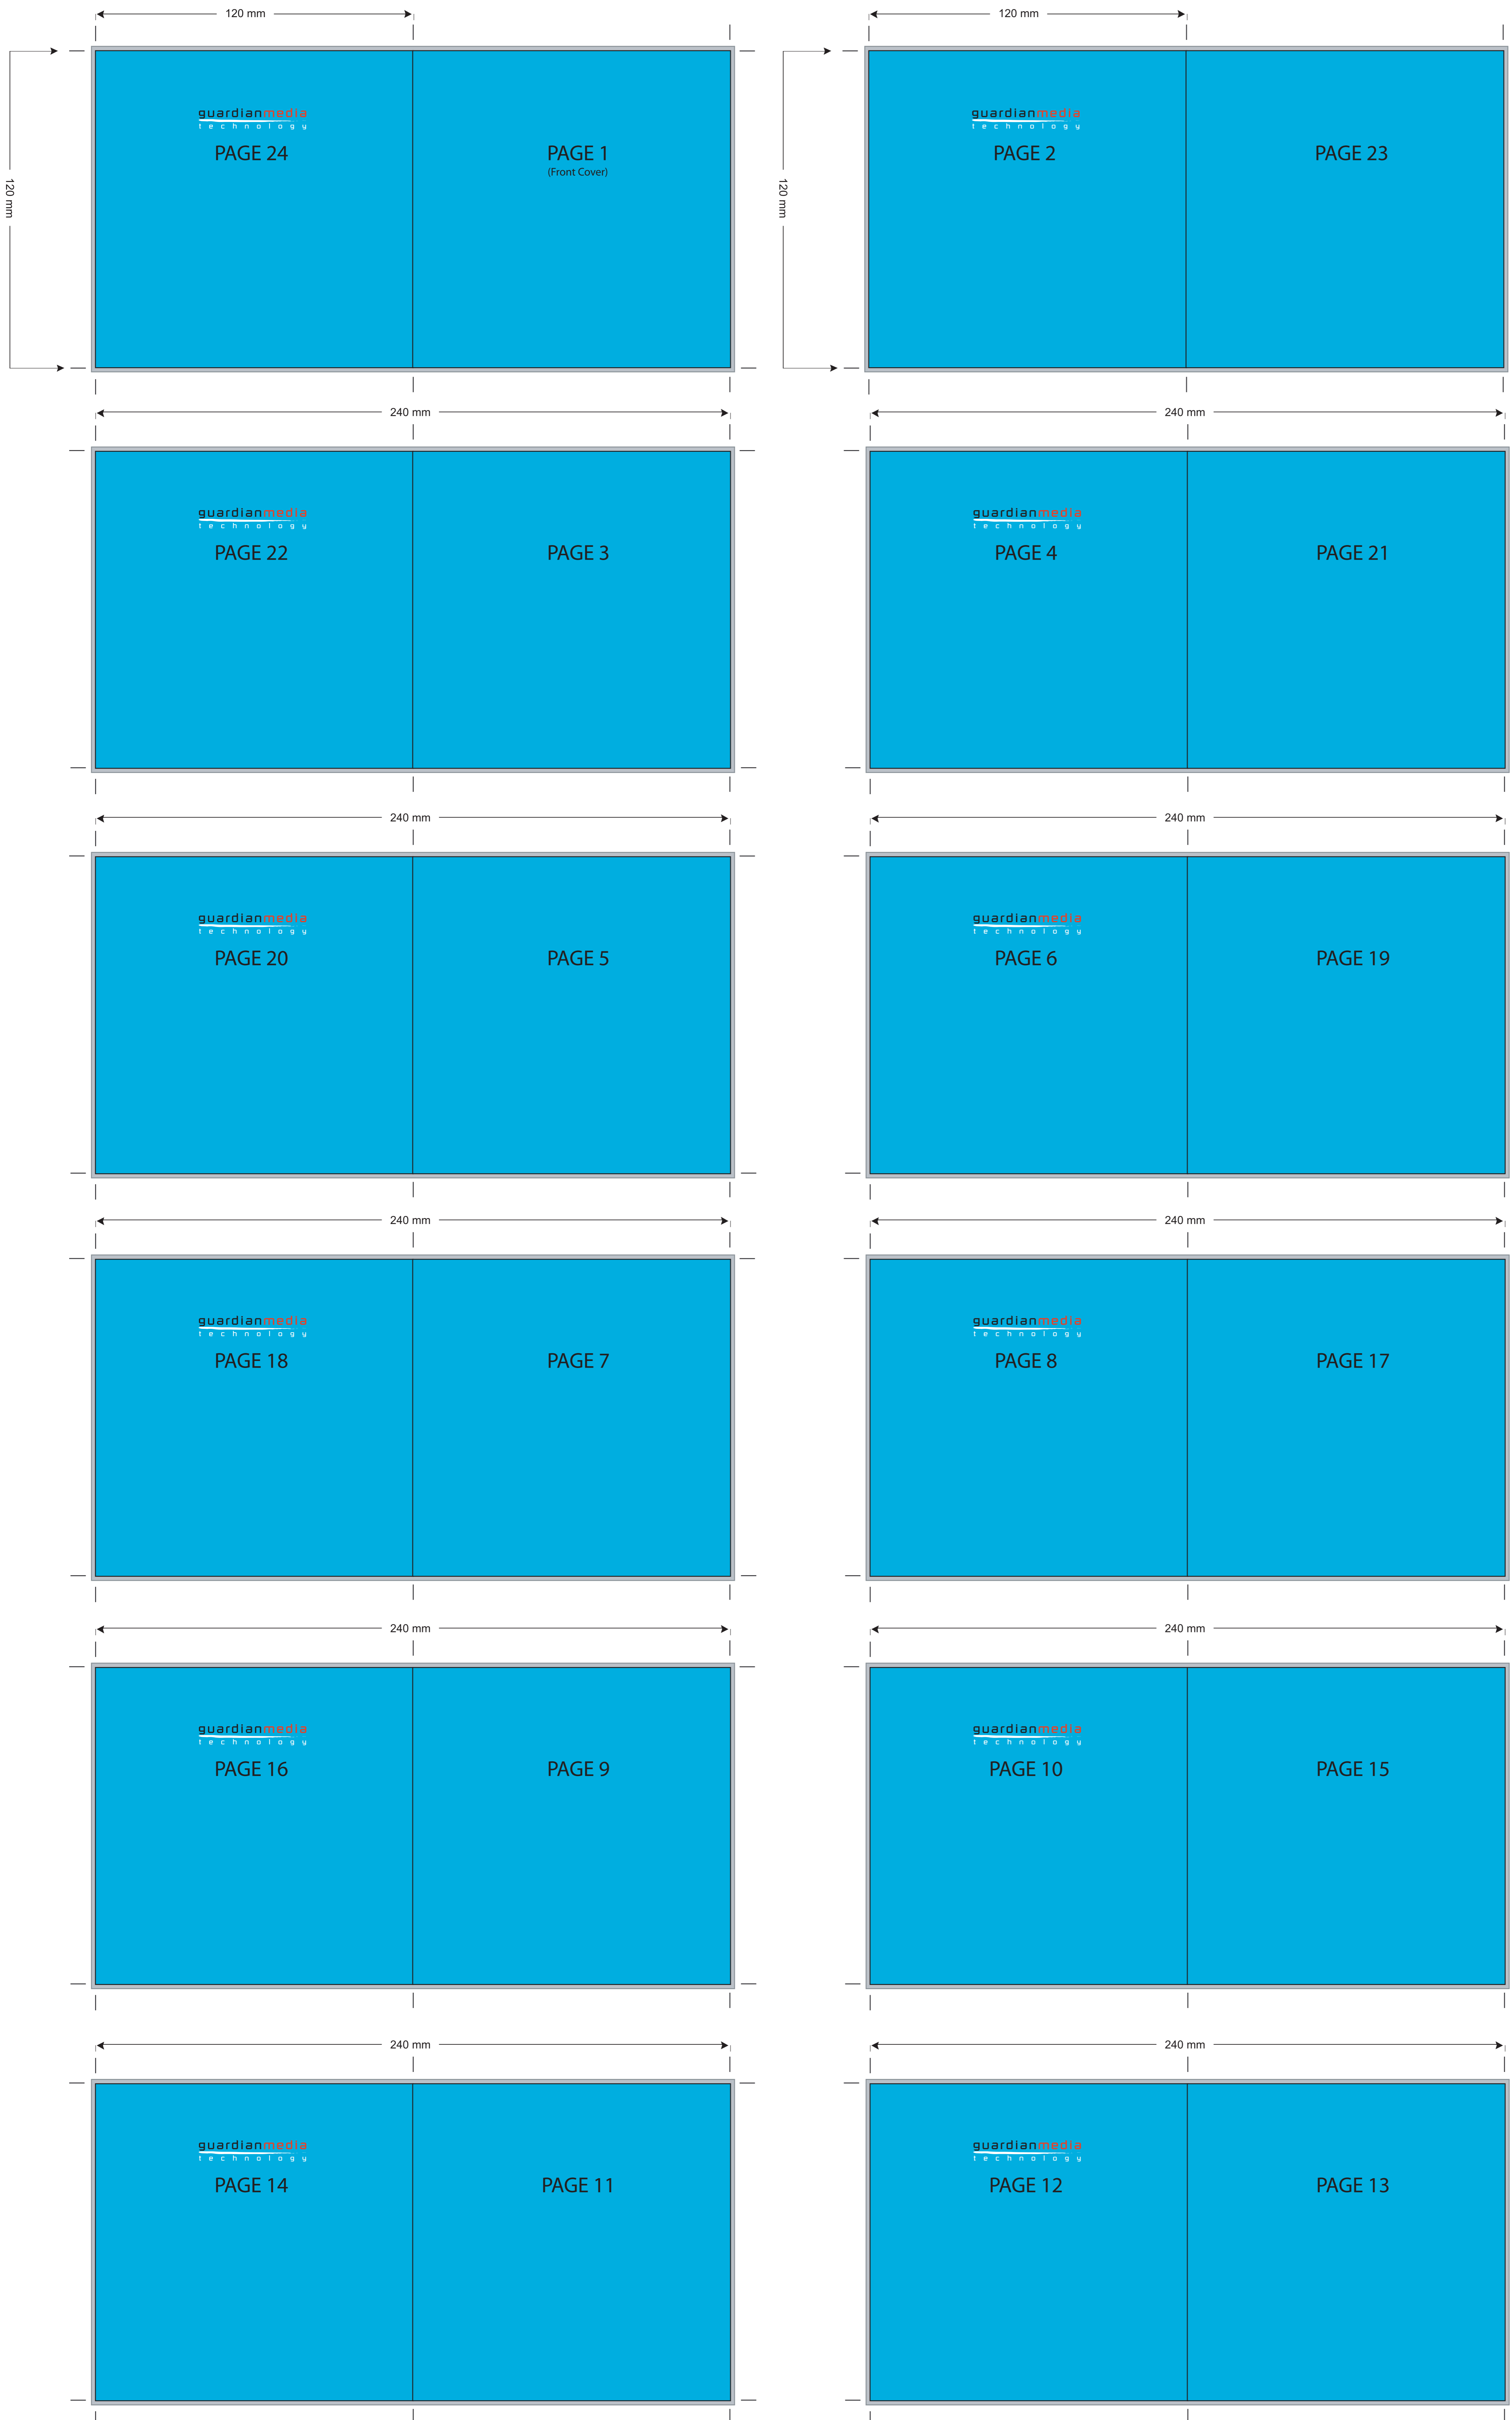 120 mm
120 mm
120 mm
guardianmedia
technology
PAGE 24
PAGE 1
(Front Cover)
120 mm
guardianmedia
technology
PAGE 2
PAGE 23
240 mm
240 mm
guardianmedia
technology
PAGE 22
PAGE 3
guardianmedia
technology
PAGE 4
PAGE 21
240 mm
240 mm
guardianmedia
technology
PAGE 20
PAGE 5
guardianmedia
technology
PAGE 6
PAGE 19
240 mm
240 mm
guardianmedia
technology
PAGE 18
PAGE 7
guardianmedia
technology
PAGE 8
PAGE 17
240 mm
240 mm
guardianmedia
technology
PAGE 16
PAGE 9
guardianmedia
technology
PAGE 10
PAGE 15
240 mm
240 mm
guardianmedia
technology
PAGE 14
PAGE 11
guardianmedia
technology
PAGE 12
PAGE 13